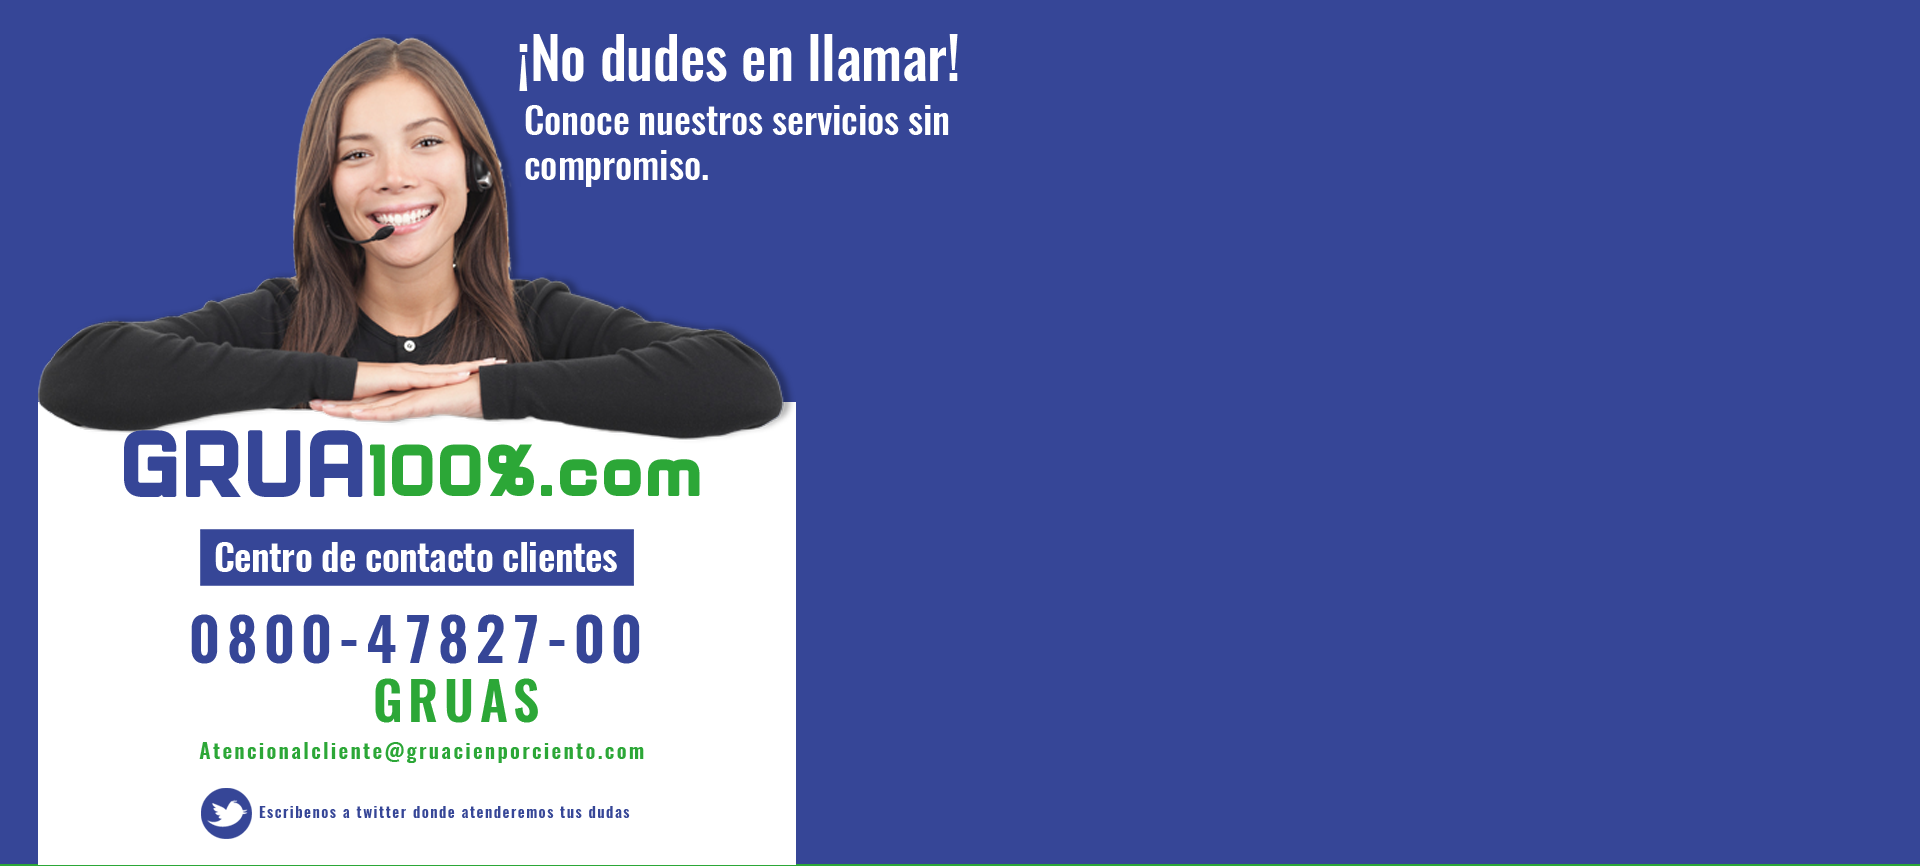 ¡No dudes en llamar!
Conoce nuestros servicios sin
compromiso.
GRUA100%.com
Centro de contacto clientes
0800-47827-00
GRUAS
Atencionalcliente@gruacienporciento.com
Escribenos a twitter donde atenderemos tus dudas